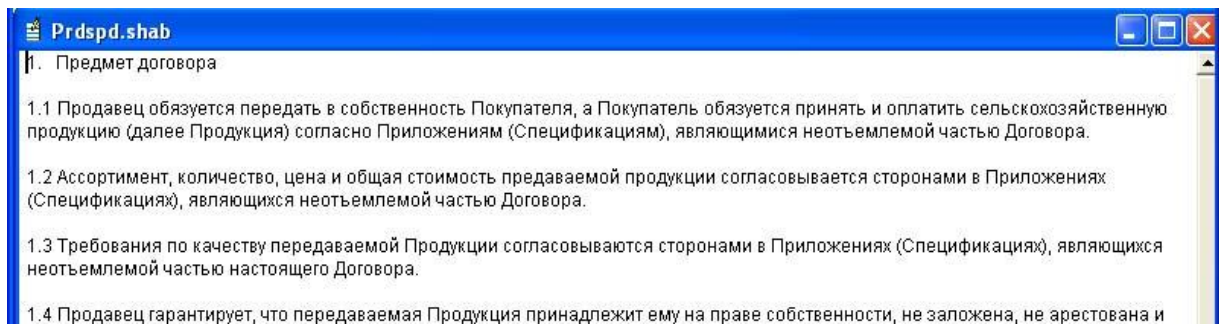 Prdspd.shab
1. Предмет договора
1.1 Продавец обязуется передать в собственность Покупателя, а Покупатель обязуется принять и оплатить сельскохозяйственную
продукцию (далее Продукция) согласно Приложениям (Спецификациям), являющимися неотъемлемой частью Договора.
1.2 Ассортимент, количество, цена и общая стоимость предаваемой продукции согласовывается сторонами в Приложениях
(Спецификациях), являющихся неотъемлемой частью Договора.
1.3 Требования по качеству передаваемой Продукции согласовываются сторонами в Приложениях (Спецификациях), являющихся
неотъемлемой частью настоящего Договора.
1.4 Продавец гарантирует, что передаваемая Продукция принадлежит ему на праве собственности, не заложена, не арестована и